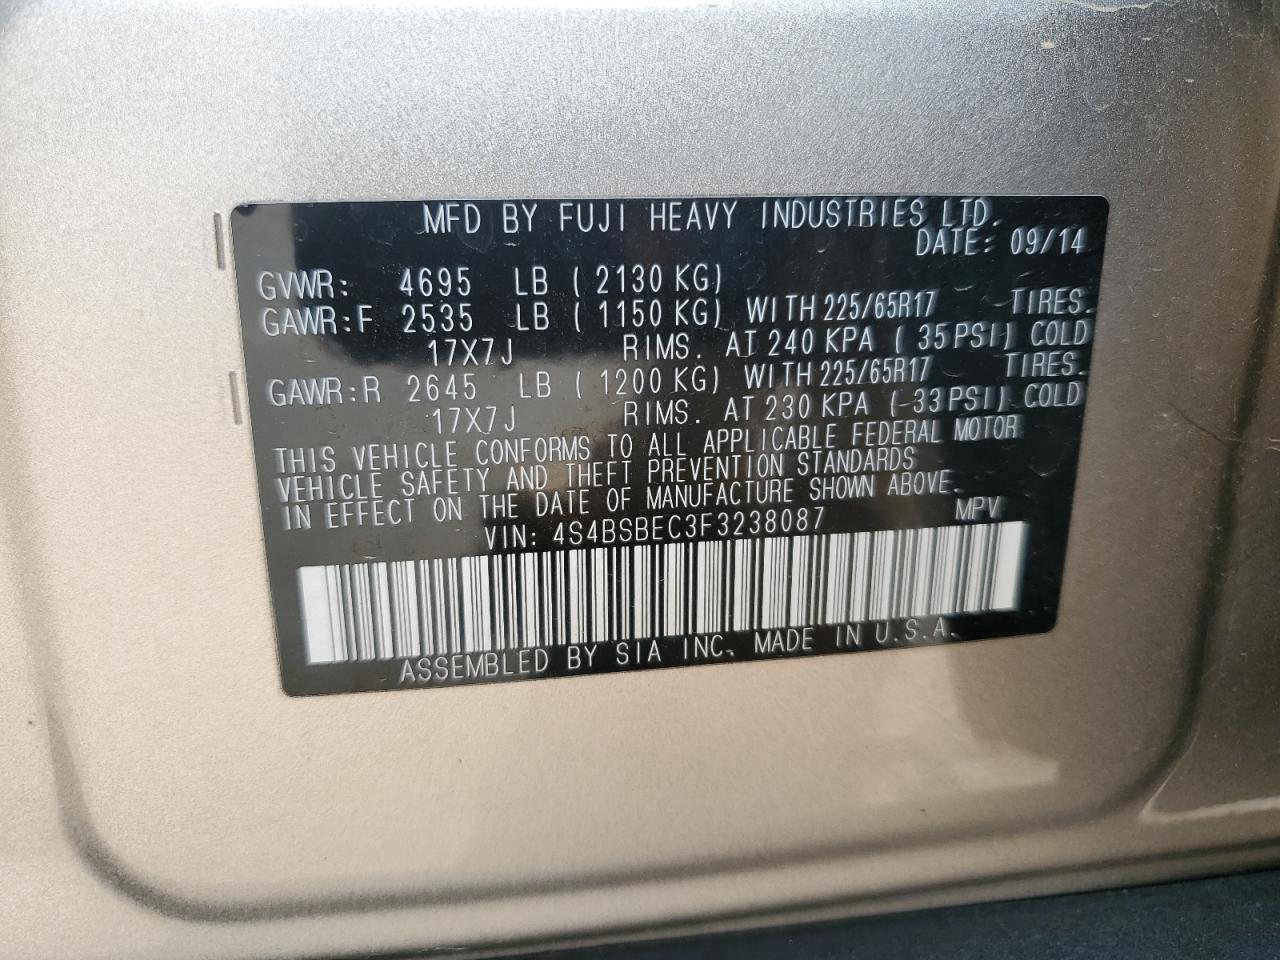 MFD BY FUJI HEAVY INDUSTRIES LTD.
DATE: 09/14
GVWR: 4695 LB ( 2130 KG)
GAWR:F 2535 LB ( 1150 KG) WITH 225/65R17 TIRES.
17X7J RIMS. AT 240 KPA ( 35PSI) COLD
GAWR:R 2645 LB ( 1200 KG) WITH 225/65R17 TIRES.
17X7J RIMS. AT 230 KPA ( 33PSI) COLD
THIS VEHICLE CONFORMS TO ALL APPLICABLE FEDERAL MOTOR
VEHICLE SAFETY AND THEFT PREVENTION STANDARDS
IN EFFECT ON THE DATE OF MANUFACTURE SHOWN ABOVE.
VIN: 4S4BSBEC3F3238087 MPV
ASSEMBLED BY SIA INC. MADE IN U.S.A.